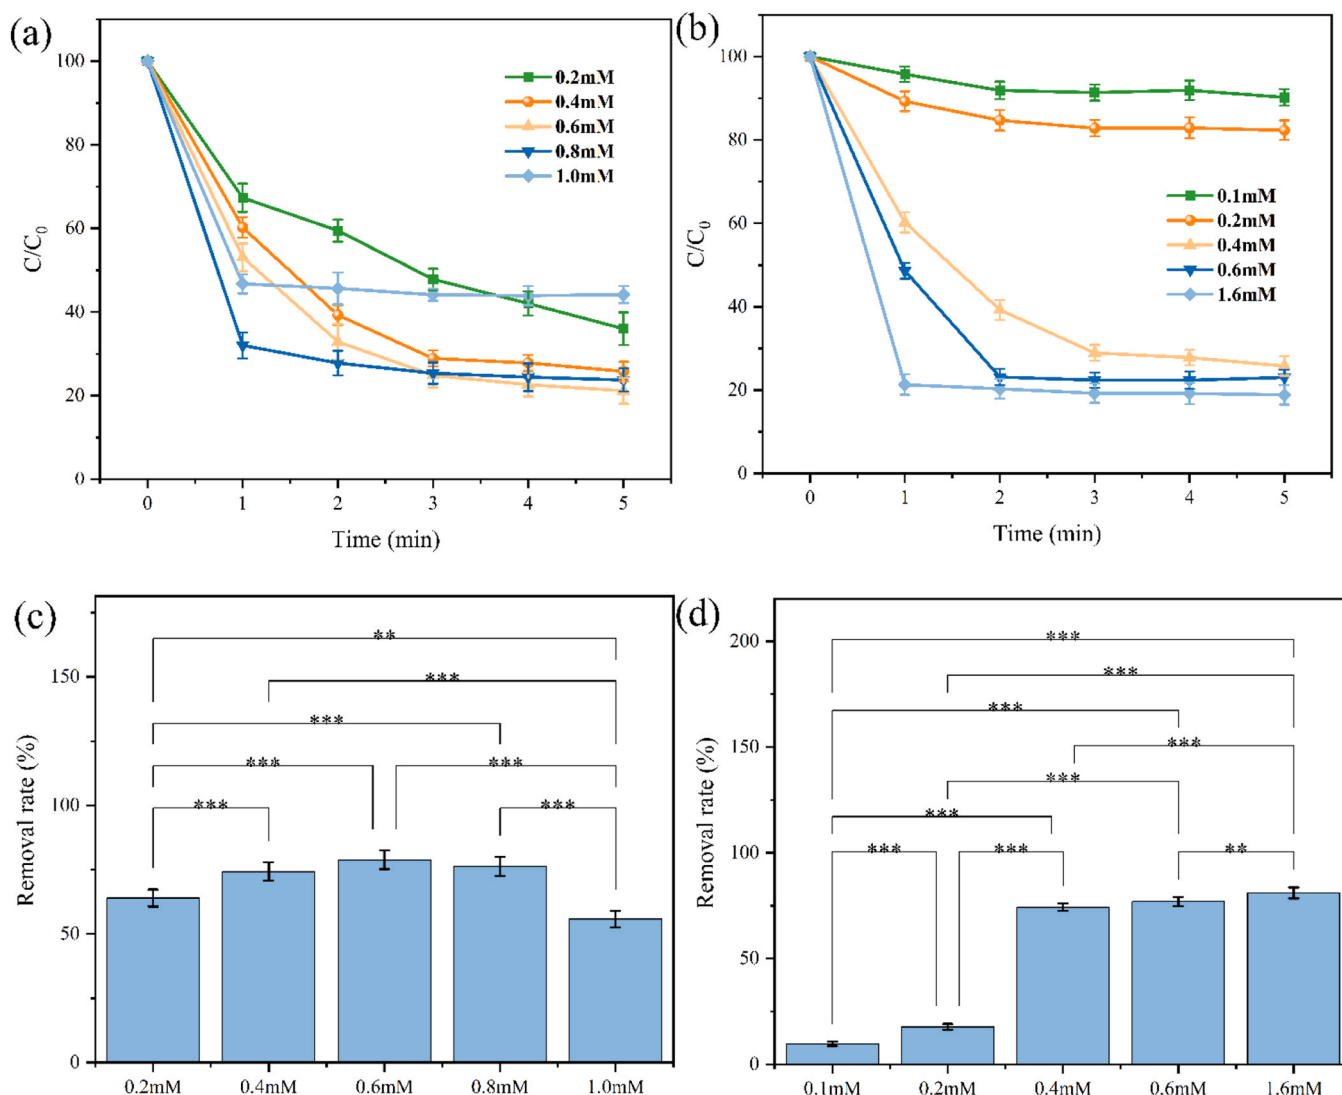 (a)
100
80
60
40
20
0
C/C0
0.2mM
0.4mM
0.6mM
0.8mM
1.0mM
0 1 2 3 4 5
Time (min)
(b)
100
80
60
40
20
0
C/C0
0.1mM
0.2mM
0.4mM
0.6mM
1.6mM
0 1 2 3 4 5
Time (min)
(c)
150
100
50
0
Removal rate (%)
**
***
***
*** ***
*** ***
0.2mM 0.4mM 0.6mM 0.8mM 1.0mM
(d)
200
150
100
50
0
Removal rate (%)
***
***
***
***
***
***
*** *** **
0.1mM 0.2mM 0.4mM 0.6mM 1.6mM